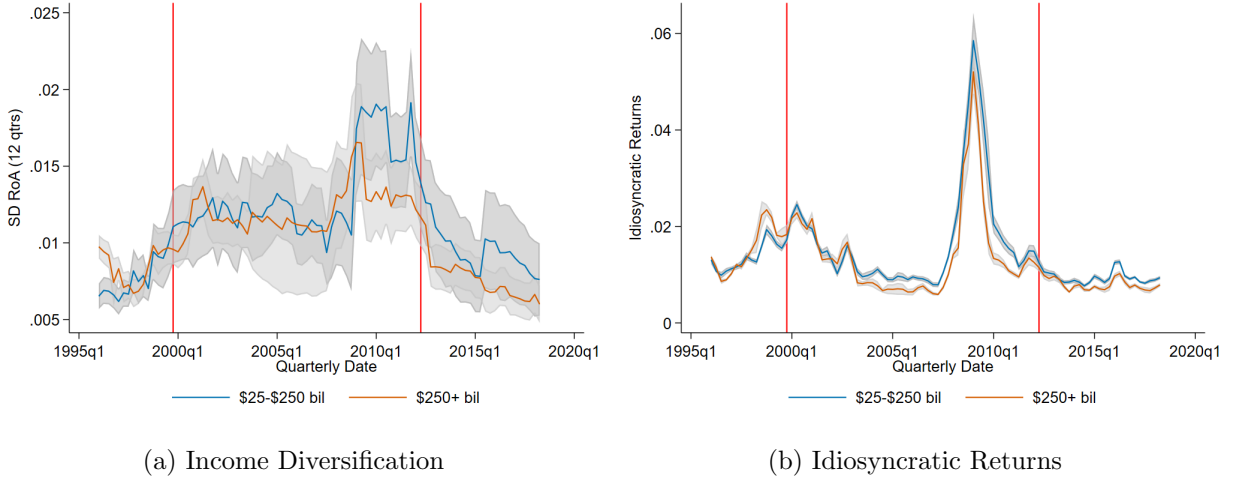 SD RoA (12 qtrs)
.025
.02
.015
.01
.005
1995q1 2000q1 2005q1 2010q1 2015q1 2020q1
Quarterly Date
$25-$250 bil $250+ bil
(a) Income Diversification
Idiosyncratic Returns
.06
.04
.02
0
1995q1 2000q1 2005q1 2010q1 2015q1 2020q1
Quarterly Date
$25-$250 bil $250+ bil
(b) Idiosyncratic Returns